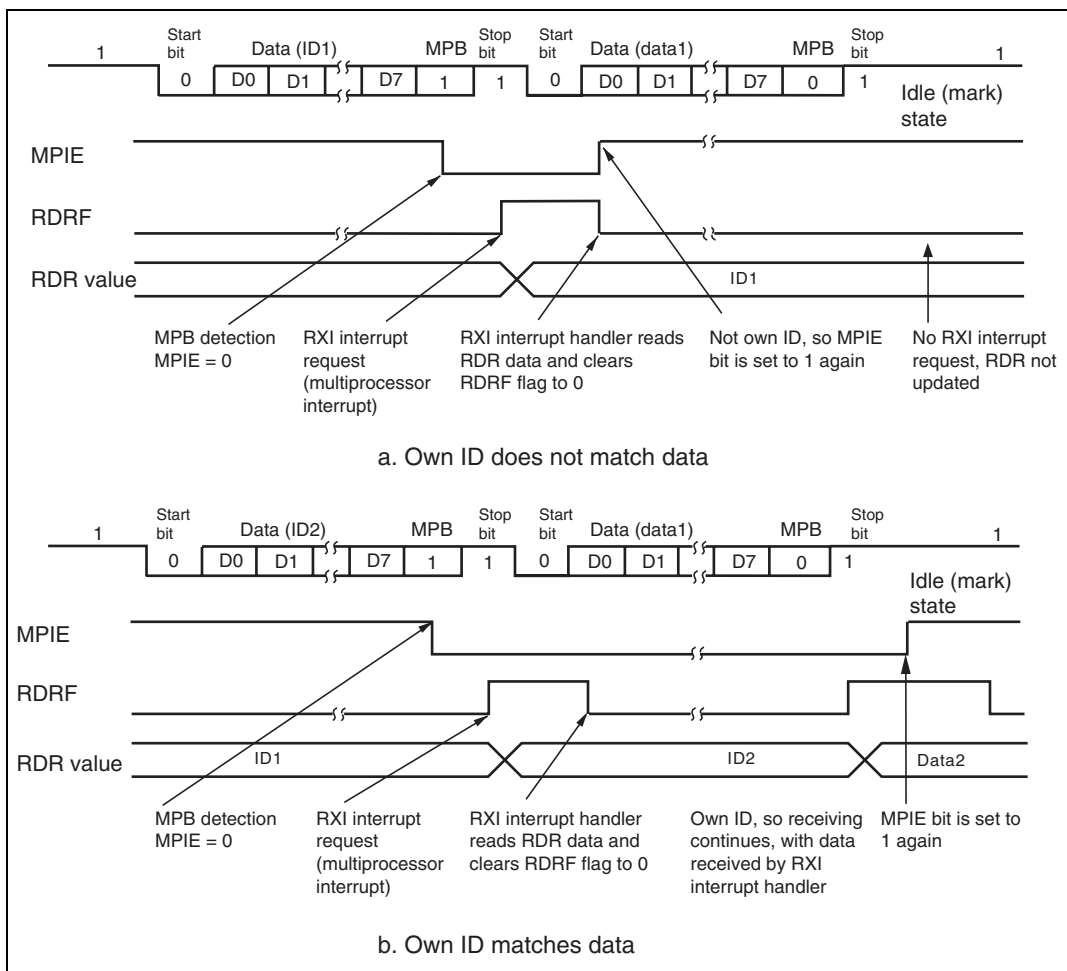 Start bit Data (ID1) MPB Stop bit Start bit Data (data1) MPB Stop bit
1 0 D0 D1 D7 1 1 0 D0 D1 D7 0 1 1
Idle (mark) state
MPIE
RDRF
RDR value ID1
MPB detection
MPIE = 0
RXI interrupt
request
(multiprocessor
interrupt)
RXI interrupt handler reads
RDR data and clears
RDRF flag to 0
Not own ID, so MPIE
bit is set to 1 again
No RXI interrupt
request, RDR not
updated
a. Own ID does not match data
Start bit Data (ID2) MPB Stop bit Start bit Data (data1) MPB Stop bit
1 0 D0 D1 D7 1 1 0 D0 D1 D7 0 1 1
Idle (mark) state
MPIE
RDRF
RDR value ID1 ID2 Data2
MPB detection
MPIE = 0
RXI interrupt
request
(multiprocessor
interrupt)
RXI interrupt handler
reads RDR data and
clears RDRF flag to 0
Own ID, so receiving
continues, with data
received by RXI
interrupt handler
MPIE bit is set to
1 again
b. Own ID matches data